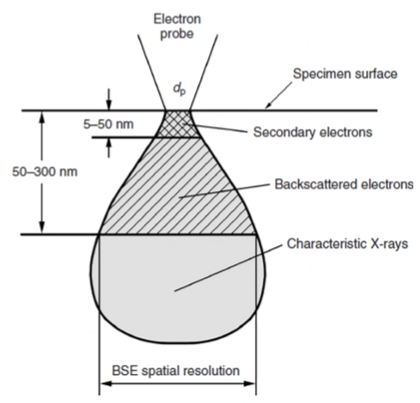 Electron
probe
dp
Specimen surface
5–50 nm
Secondary electrons
50–300 nm
Backscattered electrons
Characteristic X-rays
BSE spatial resolution